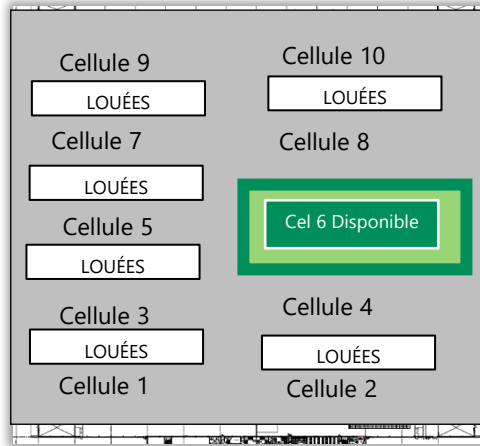 Cellule 9
LOUÉES
Cellule 7
LOUÉES
Cellule 5
LOUÉES
Cellule 3
LOUÉES
Cellule 1
Cellule 10
LOUÉES
Cellule 8
Cel 6 Disponible
Cellule 4
LOUÉES
Cellule 2